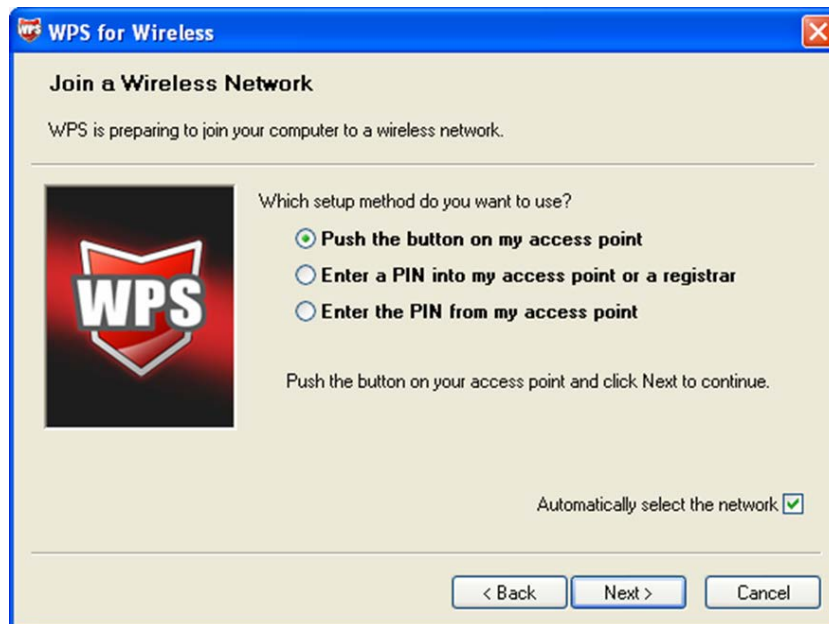 WPS for Wireless
Join a Wireless Network
WPS is preparing to join your computer to a wireless network.
Which setup method do you want to use?
Push the button on my access point
Enter a PIN into my access point or a registrar
Enter the PIN from my access point
WPS
Push the button on your access point and click Next to continue.
Automatically select the network
< Back
Next >
Cancel